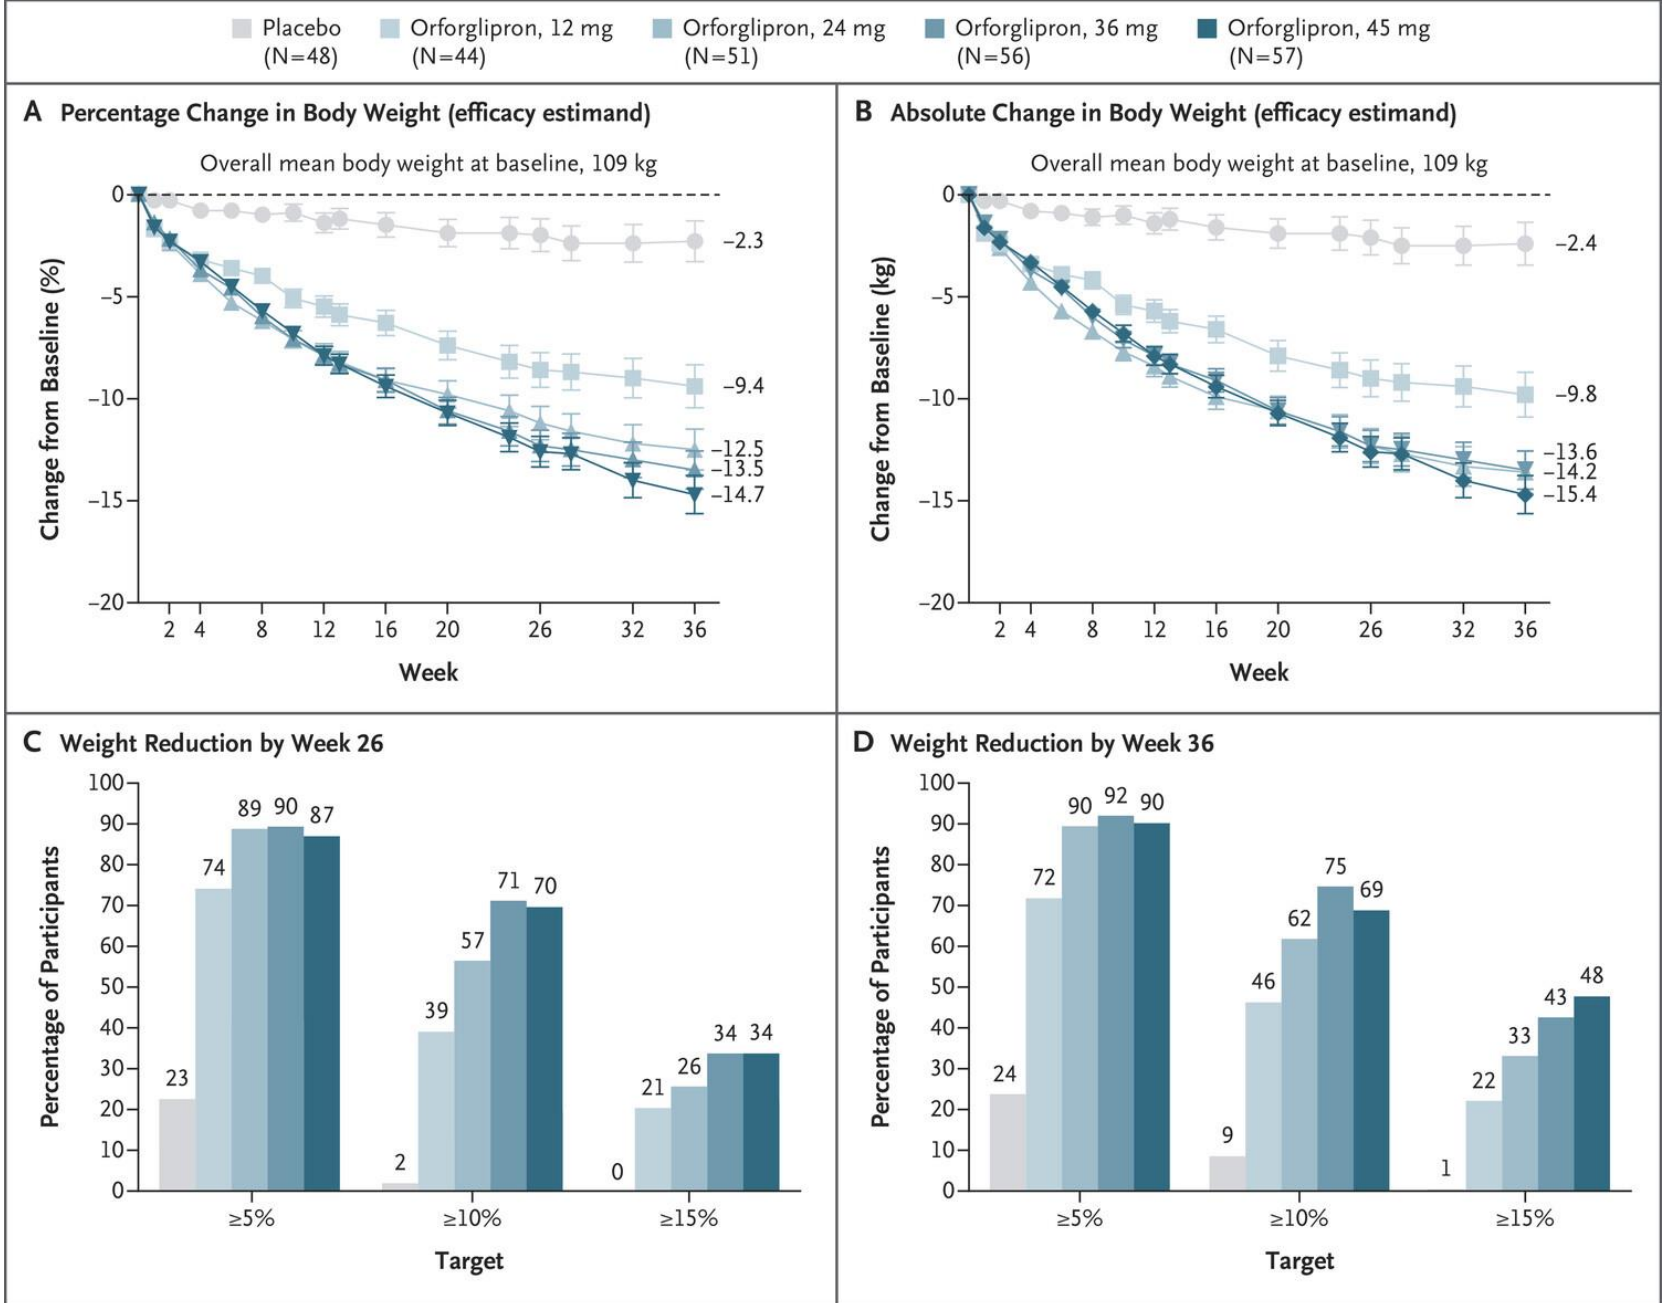 Placebo
(N=48)
Orforglipron, 12 mg
(N=44)
Orforglipron, 24 mg
(N=51)
Orforglipron, 36 mg
(N=56)
Orforglipron, 45 mg
(N=57)
A Percentage Change in Body Weight (efficacy estimand)
Overall mean body weight at baseline, 109 kg
Change from Baseline (%)
0
−5
−10
−15
−20
−2.3
−9.4
−12.5
−13.5
−14.7
2 4 8 12 16 20 26 32 36
Week
B Absolute Change in Body Weight (efficacy estimand)
Overall mean body weight at baseline, 109 kg
Change from Baseline (kg)
0
−5
−10
−15
−20
−2.4
−9.8
−13.6
−14.2
−15.4
2 4 8 12 16 20 26 32 36
Week
C Weight Reduction by Week 26
Percentage of Participants
100
90
80
70
60
50
40
30
20
10
0
23 74 89 90 87
2 39 57 71 70
0 21 26 34 34
≥5% ≥10% ≥15%
Target
D Weight Reduction by Week 36
Percentage of Participants
100
90
80
70
60
50
40
30
20
10
0
24 72 90 92 90
9 46 62 75 69
1 22 33 43 48
≥5% ≥10% ≥15%
Target